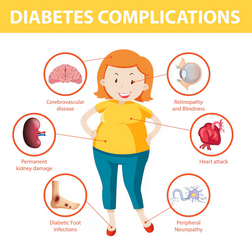 DIABETES COMPLICATIONS
Cerebrovascular
disease
Retinopathy
and Blindness
Permanent
kidney damage
Heart attack
Diabetic Foot
Infections
Peripheral
Neuropathy